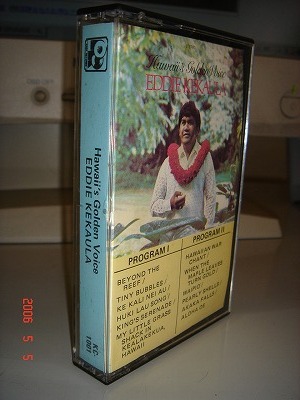 Hawaii's Golden Voice
EDDIE KEKAULA
Hawaii's Golden Voice
EDDIE KEKAULA
KC-
1001
PROGRAM I
BEYOND THE
REEF /
TINY BUBBLES /
KE KALI NEI AU /
HUKI LAU SONG /
KING'S SERENADE /
MY LITTLE GRASS
SHACK IN
KEALAKEKUA,
HAWAII
PROGRAM II
HAWAIIAN WAR
CHANT /
WHEN THE
MAPLE LEAVES
TURN GOLD /
PEARLY SHELLS /
AKAKA FALLS /
ALOHA OE
2006 5 5